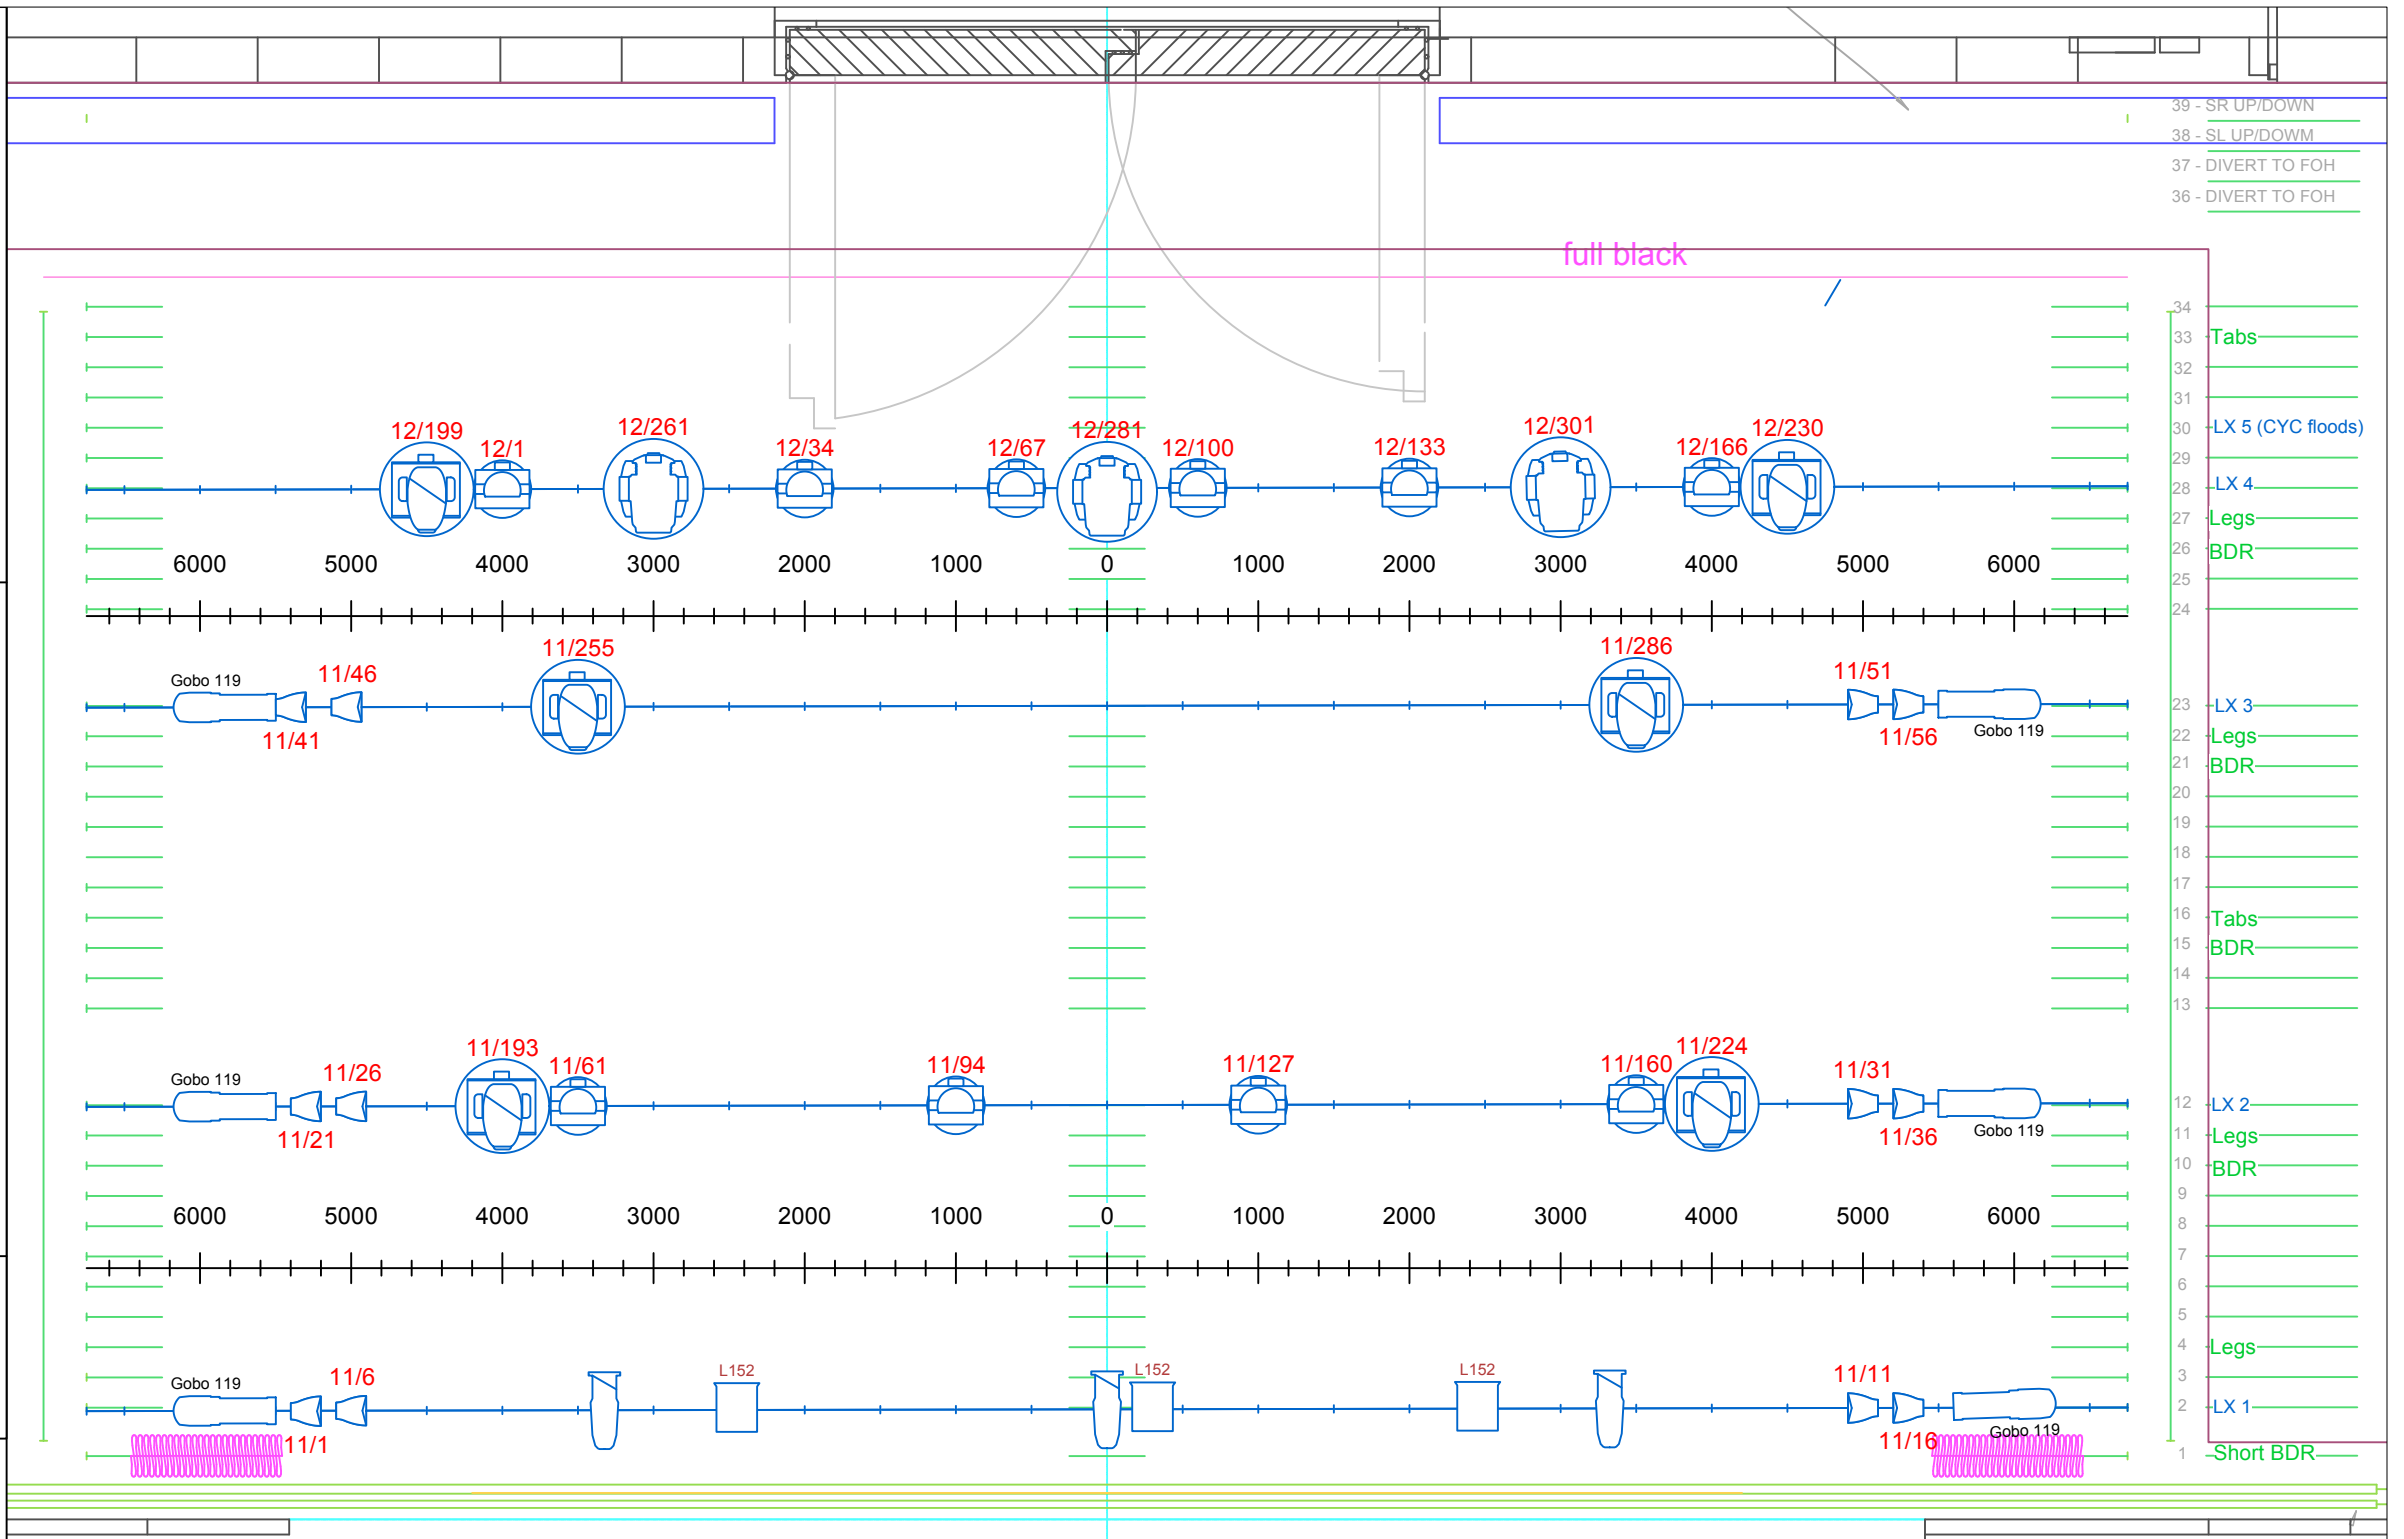 39 - SR UP/DOWN
38 - SL UP/DOWM
37 - DIVERT TO FOH
36 - DIVERT TO FOH
full black
34
33 Tabs
32
31
12/199 12/1 12/261 12/34 12/67 12/281 12/100 12/133 12/301 12/166 12/230
30 LX 5 (CYC floods)
29
28 LX 4
27 Legs
26 BDR
6000 5000 4000 3000 2000 1000 0 1000 2000 3000 4000 5000 6000
25
24
11/255 11/286
Gobo 119 11/46 11/51
23 LX 3
11/41 11/56 Gobo 119
22 Legs
21 BDR
20
19
18
17
16 Tabs
15 BDR
14
13
11/193 11/224
Gobo 119 11/26 11/61 11/94 11/127 11/160 11/31
12 LX 2
11/21 11/36 Gobo 119
11 Legs
10 BDR
9
6000 5000 4000 3000 2000 1000 0 1000 2000 3000 4000 5000 6000
8
7
6
5
4 Legs
Gobo 119 11/6 L152 L152 L152 11/11
3
2 LX 1
11/1 11/16 Gobo 119
1 Short BDR